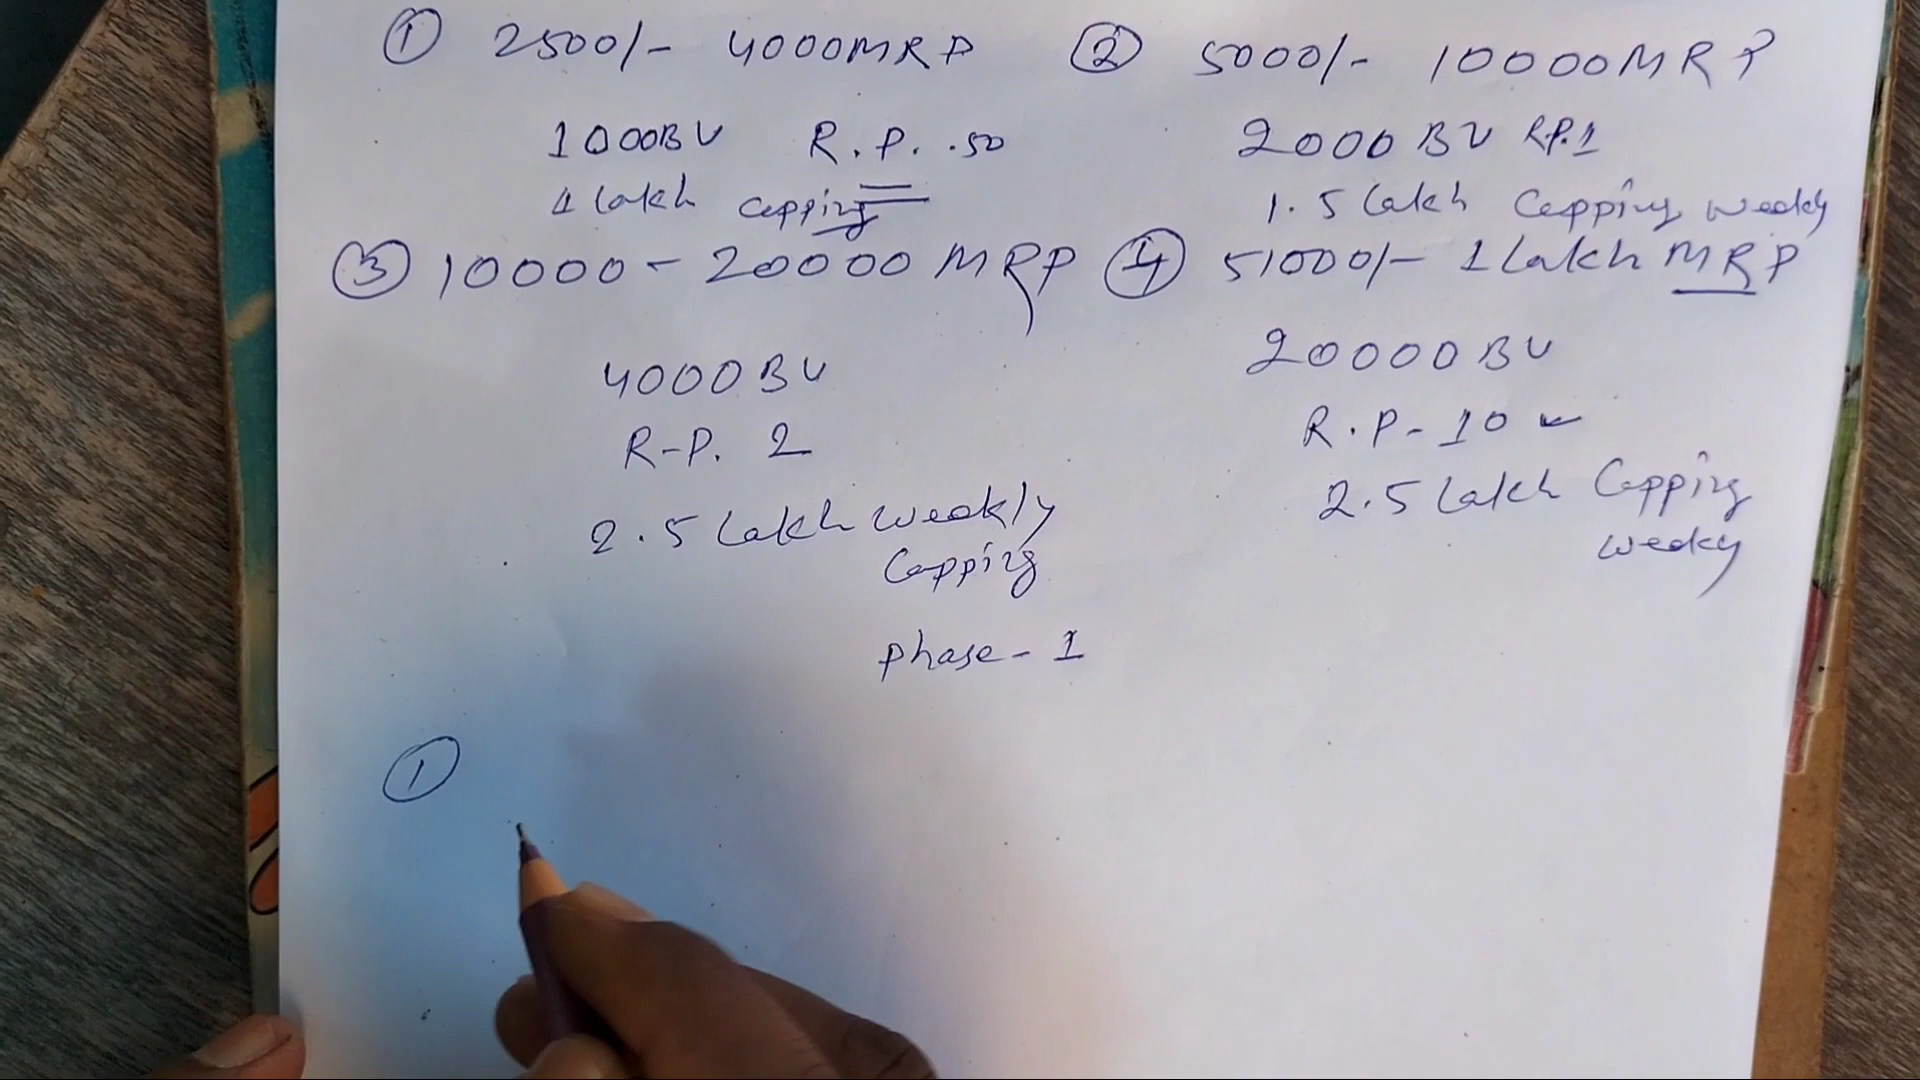 ① 2500/- 4000MRP
1000BV R.P. .50
1 lakh capping
② 5000/- 10000MRP
2000BV R.P.1
1.5 lakh Capping weekly
③ 10000 - 20000 MRP
4000BV
R-P. 2
2.5 lakh weekly
Capping
④ 51000/- 1 lakh MRP
20000BV
R.P- 10
2.5 lakh Capping
weekly
phase - 1
①